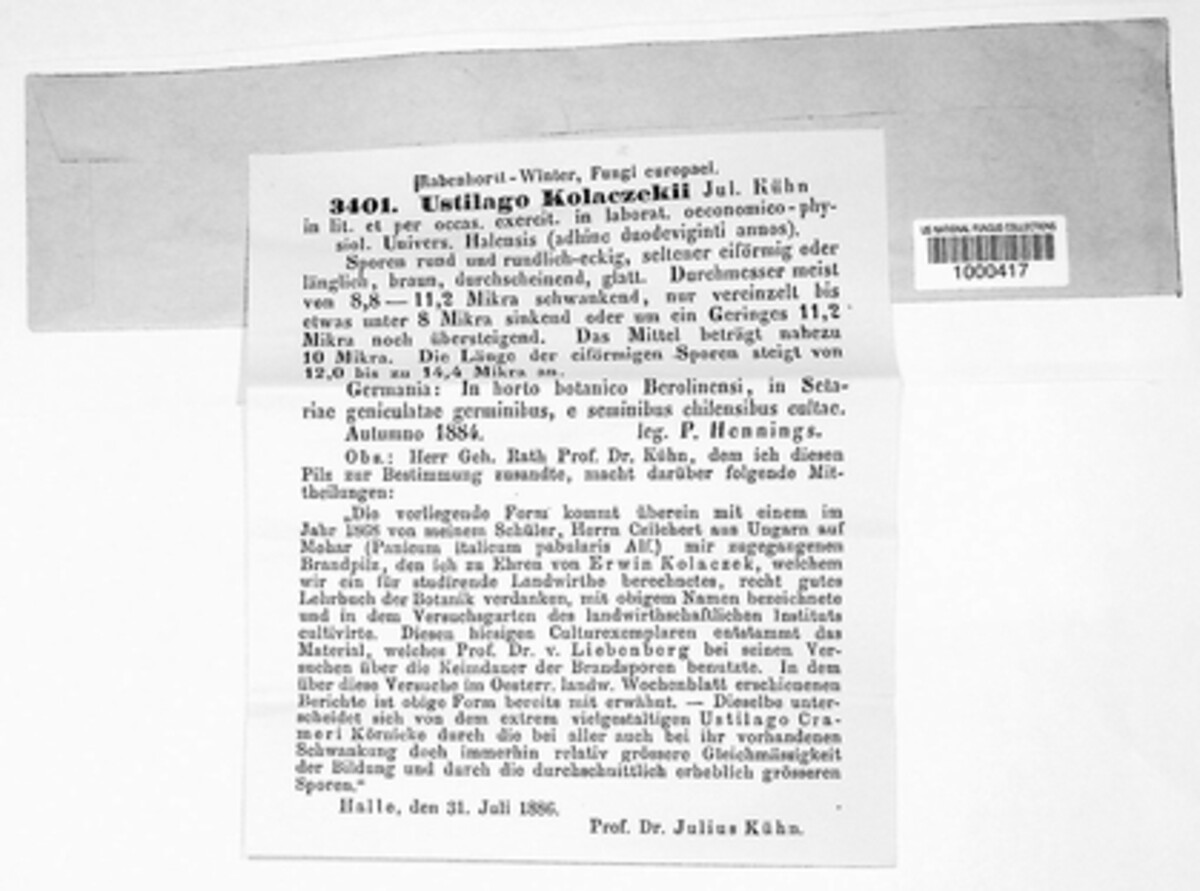 Rabenhorst-Winter, Fungi europaei.
3401. Ustilago Kolaczekii Jul. Kühn
in lit. et per occas. exercit. in laborat. oeconomico-phy-
siol. Univers. Halensis (adhinc duodeviginti annos).
Sporen rund und rundlich-eckig, seltener eiförmig oder
länglich, braun, durchscheinend, glatt. Durchmesser meist
von 8,8—11,2 Mikra schwankend, nur vereinzelt bis
etwas unter 8 Mikra sinkend oder um ein Geringes 11,2
Mikra noch übersteigend. Das Mittel beträgt nahezu
10 Mikra. Die Länge der eiförmigen Sporen steigt von
12,0 bis zu 14,4 Mikra an.
Germania: In horto botanico Berolinensi, in Seta-
riae geniculatae germinibus, e seminibus chilensibus cultae.
Autumno 1884. leg. P. Hennings.
Obs.: Herr Geh. Rath Prof. Dr. Kühn, dem ich diesen
Pilz zur Bestimmung zusandte, macht darüber folgende Mit-
theilungen:
„Die vorliegende Form kommt überein mit einem im
Jahr 1868 von meinem Schüler, Herrn Czilchert aus Ungarn auf
Mohar (Panicum italicum pabularis Alf.) mir zugegangenen
Brandpilz, den ich zu Ehren von Erwin Kolaczek, welchem
wir ein für studirende Landwirthe berechnetes, recht gutes
Lehrbuch der Botanik verdanken, mit obigem Namen bezeichnete
und in dem Versuchsgarten des landwirthschaftlichen Instituts
cultivirte. Diesen hiesigen Culturexemplaren entstammt das
Material, welches Prof. Dr. v. Liebenberg bei seinen Ver-
suchen über die Keimdauer der Brandsporen benutzte. In dem
über diese Versuche im Oesterr. landw. Wochenblatt erschienenen
Berichte ist obige Form bereits mit erwähnt. — Dieselbe unter-
scheidet sich von dem extrem vielgestaltigen Ustilago Cra-
meri Körnicke durch die bei aller auch bei ihr vorhandenen
Schwankung doch immerhin relativ grössere Gleichmässigkeit
der Bildung und durch die durchschnittlich erheblich grösseren
Sporen."
Halle, den 31. Juli 1886.
Prof. Dr. Julius Kühn.
US NATIONAL FUNGUS COLLECTIONS
1000417